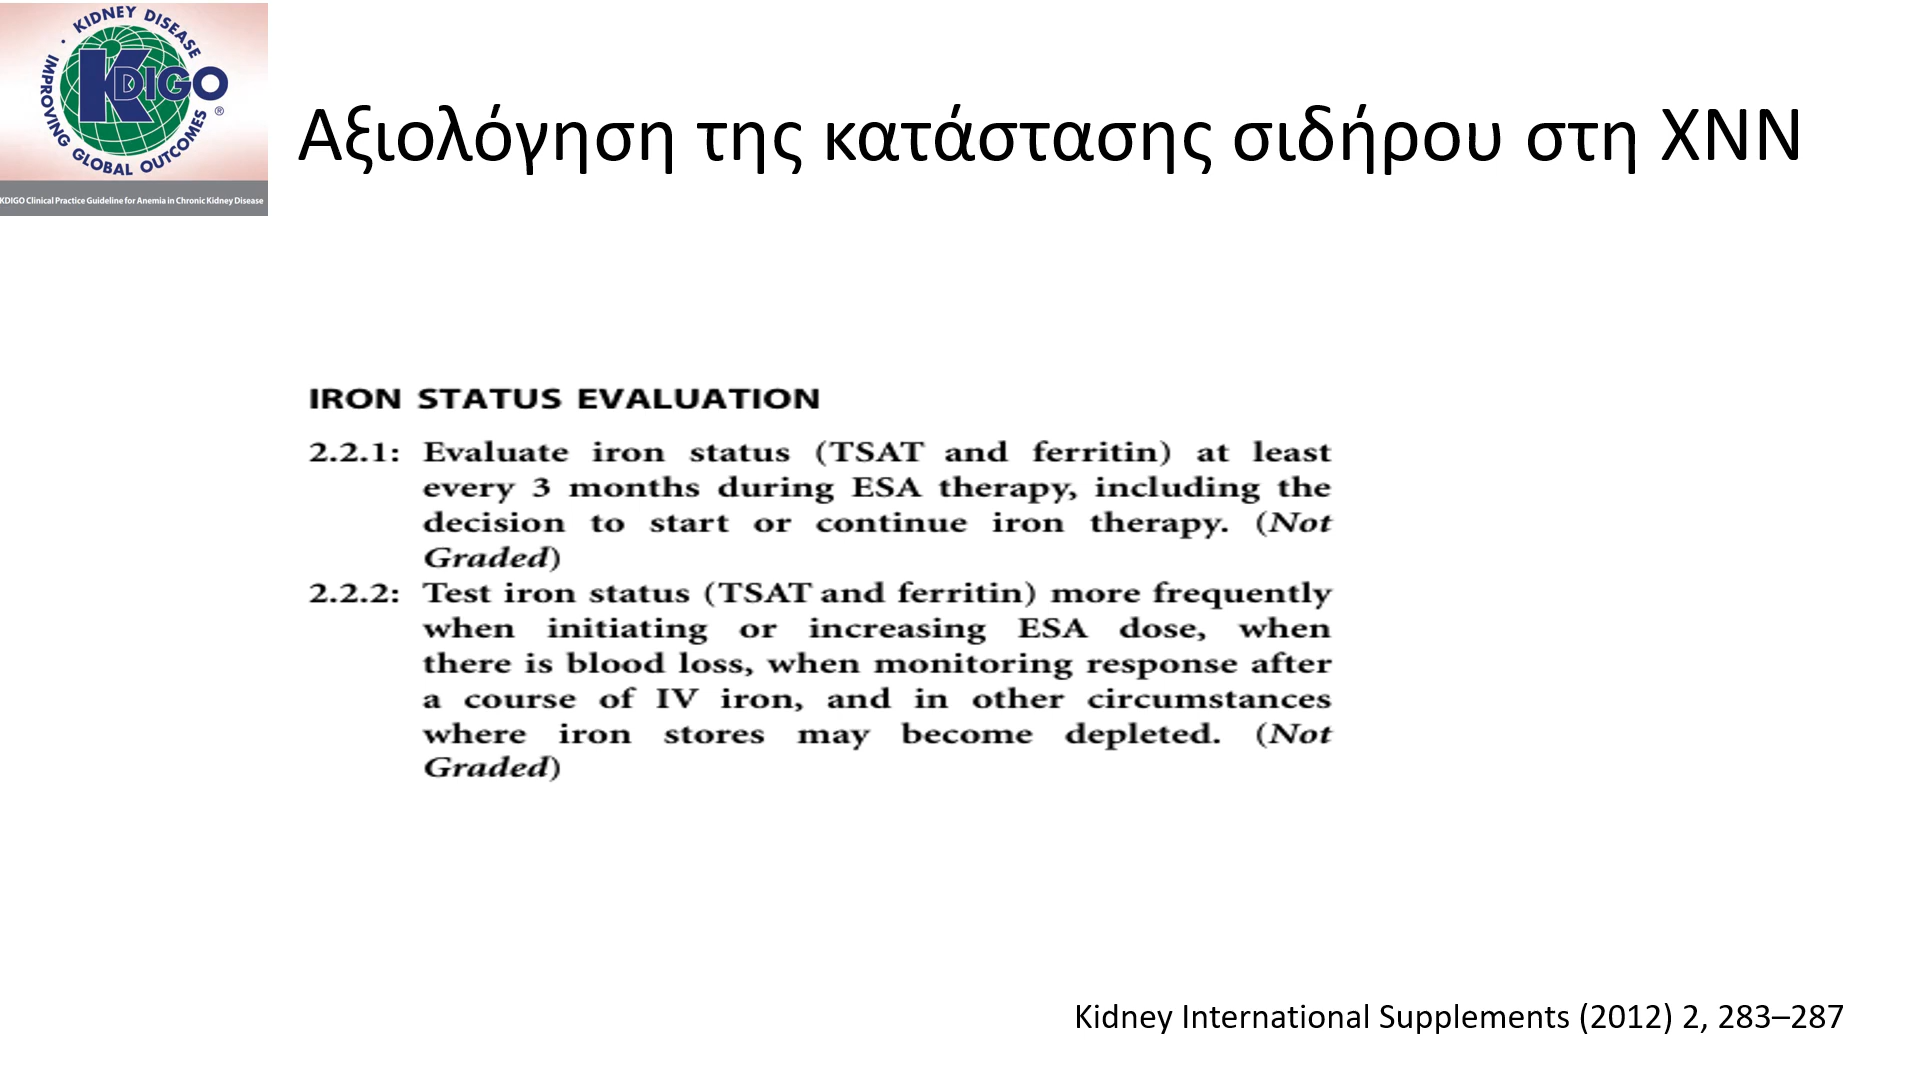 · KIDNEY DISEASE
IMPROVING GLOBAL OUTCOMES
KDIGO
®
KDIGO Clinical Practice Guideline for Anemia in Chronic Kidney Disease
Αξιολόγηση της κατάστασης σιδήρου στη ΧΝΝ
IRON STATUS EVALUATION
2.2.1: Evaluate iron status (TSAT and ferritin) at least
every 3 months during ESA therapy, including the
decision to start or continue iron therapy. (Not
Graded)
2.2.2: Test iron status (TSAT and ferritin) more frequently
when initiating or increasing ESA dose, when
there is blood loss, when monitoring response after
a course of IV iron, and in other circumstances
where iron stores may become depleted. (Not
Graded)
Kidney International Supplements (2012) 2, 283–287